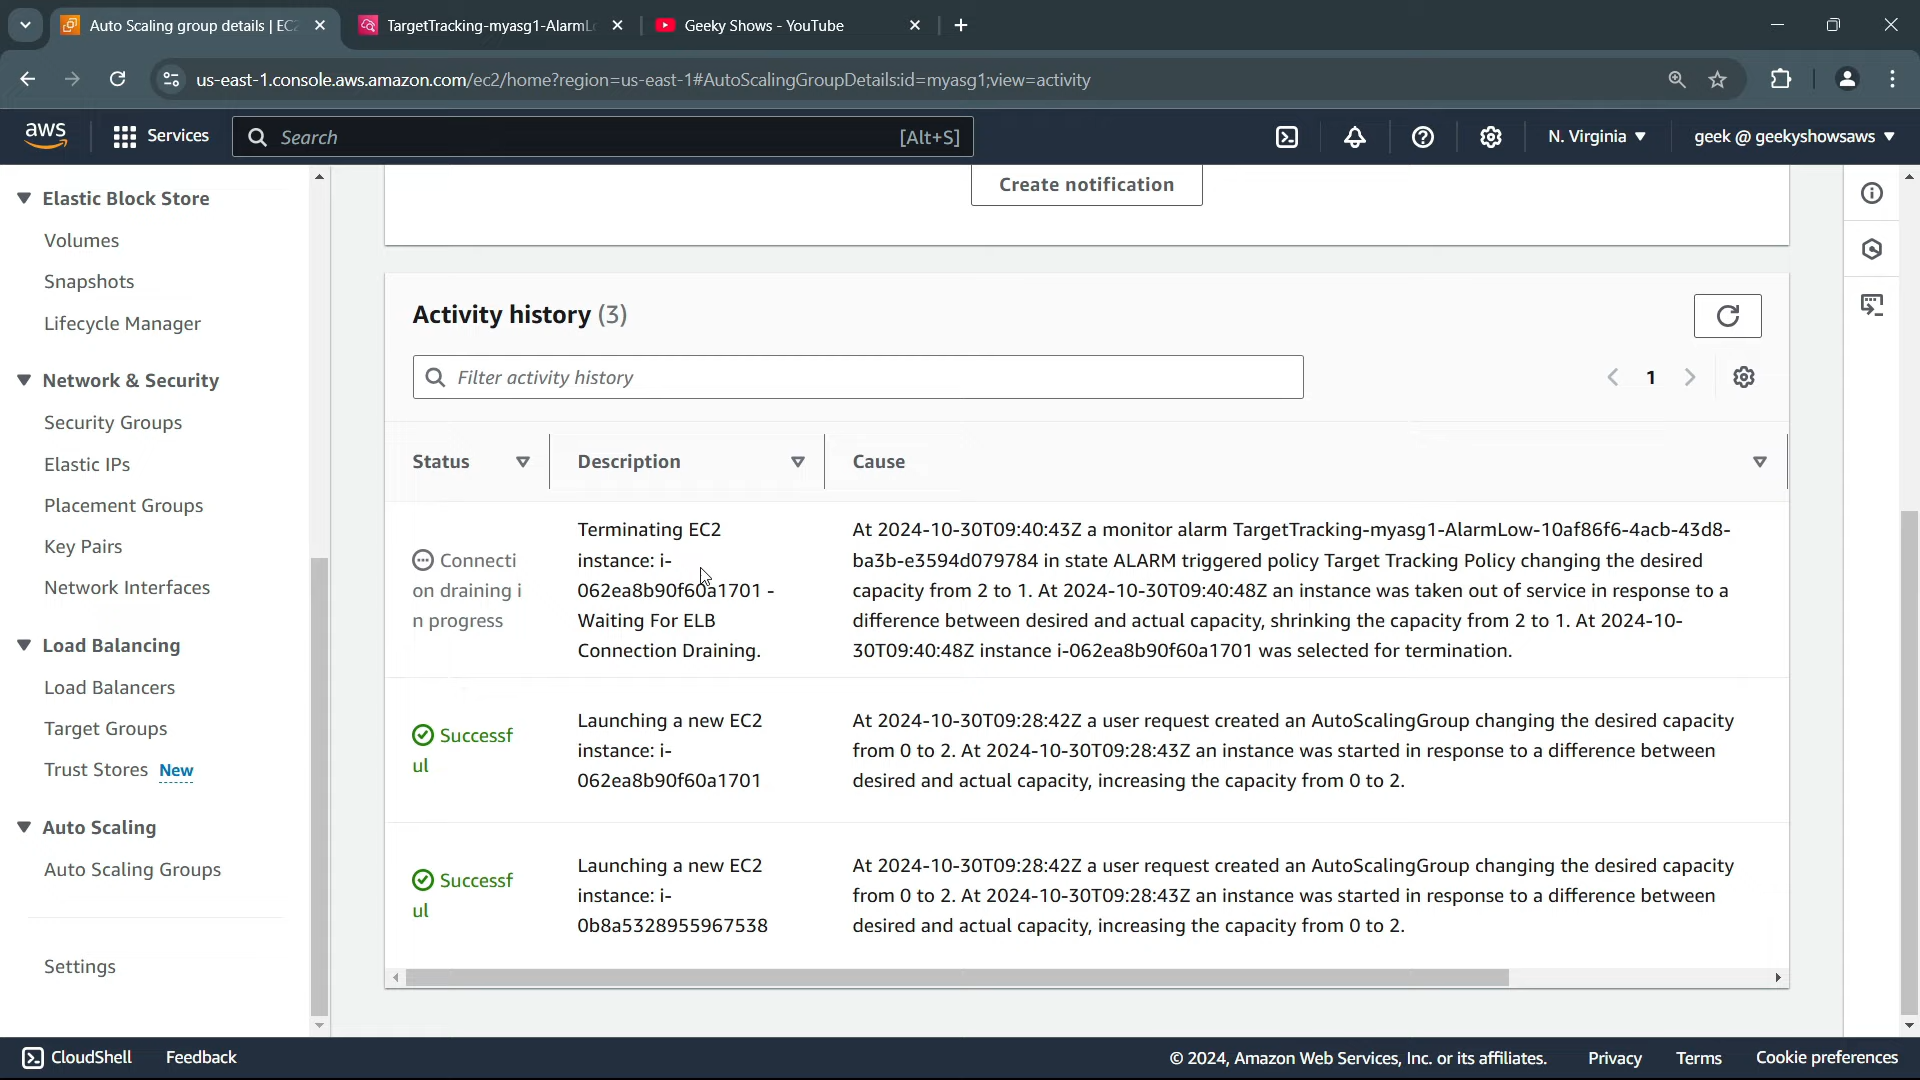 Auto Scaling group details | EC2
TargetTracking-myasg1-AlarmLo
Geeky Shows - YouTube
us-east-1.console.aws.amazon.com/ec2/home?region=us-east-1#AutoScalingGroupDetails:id=myasg1;view=activity
aws
Services
Search
[Alt+S]
N. Virginia
geek @ geekyshowsaws
Elastic Block Store
Volumes
Snapshots
Lifecycle Manager
Network & Security
Security Groups
Elastic IPs
Placement Groups
Key Pairs
Network Interfaces
Load Balancing
Load Balancers
Target Groups
Trust Stores New
Auto Scaling
Auto Scaling Groups
Settings
Create notification
Activity history (3)
Filter activity history
1
Status
Description
Cause
Connecti
on draining i
n progress
Terminating EC2
instance: i-
062ea8b90f60a1701 -
Waiting For ELB
Connection Draining.
At 2024-10-30T09:40:43Z a monitor alarm TargetTracking-myasg1-AlarmLow-10af86f6-4acb-43d8-
ba3b-e3594d079784 in state ALARM triggered policy Target Tracking Policy changing the desired
capacity from 2 to 1. At 2024-10-30T09:40:48Z an instance was taken out of service in response to a
difference between desired and actual capacity, shrinking the capacity from 2 to 1. At 2024-10-
30T09:40:48Z instance i-062ea8b90f60a1701 was selected for termination.
Successf
ul
Launching a new EC2
instance: i-
062ea8b90f60a1701
At 2024-10-30T09:28:42Z a user request created an AutoScalingGroup changing the desired capacity
from 0 to 2. At 2024-10-30T09:28:43Z an instance was started in response to a difference between
desired and actual capacity, increasing the capacity from 0 to 2.
Successf
ul
Launching a new EC2
instance: i-
0b8a5328955967538
At 2024-10-30T09:28:42Z a user request created an AutoScalingGroup changing the desired capacity
from 0 to 2. At 2024-10-30T09:28:43Z an instance was started in response to a difference between
desired and actual capacity, increasing the capacity from 0 to 2.
CloudShell
Feedback
© 2024, Amazon Web Services, Inc. or its affiliates.
Privacy
Terms
Cookie preferences